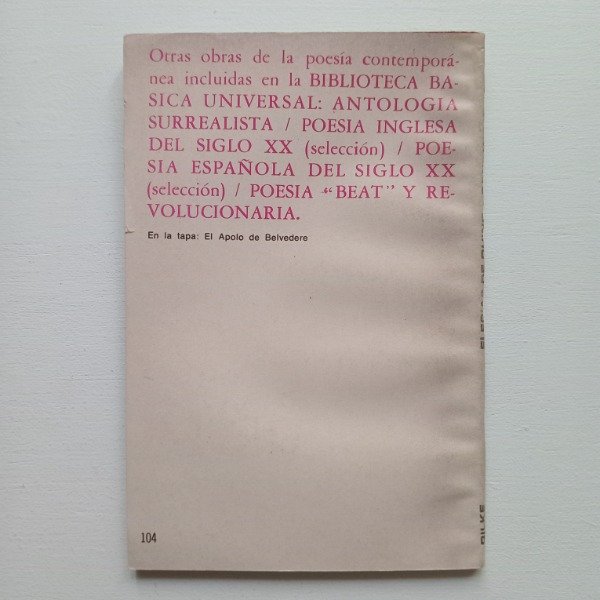 Otras obras de la poesía contemporá-
nea incluidas en la BIBLIOTECA BA-
SICA UNIVERSAL: ANTOLOGIA
SURREALISTA / POESIA INGLESA
DEL SIGLO XX (selección) / POE-
SIA ESPAÑOLA DEL SIGLO XX
(selección) / POESIA “BEAT” Y RE-
VOLUCIONARIA.
En la tapa: El Apolo de Belvedere
104
RILKE